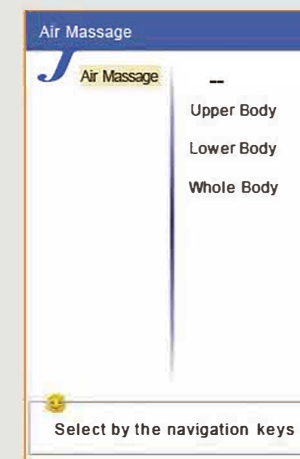 Air Massage
J
Air Massage
--
Upper Body
Lower Body
Whole Body
Select by the navigation keys